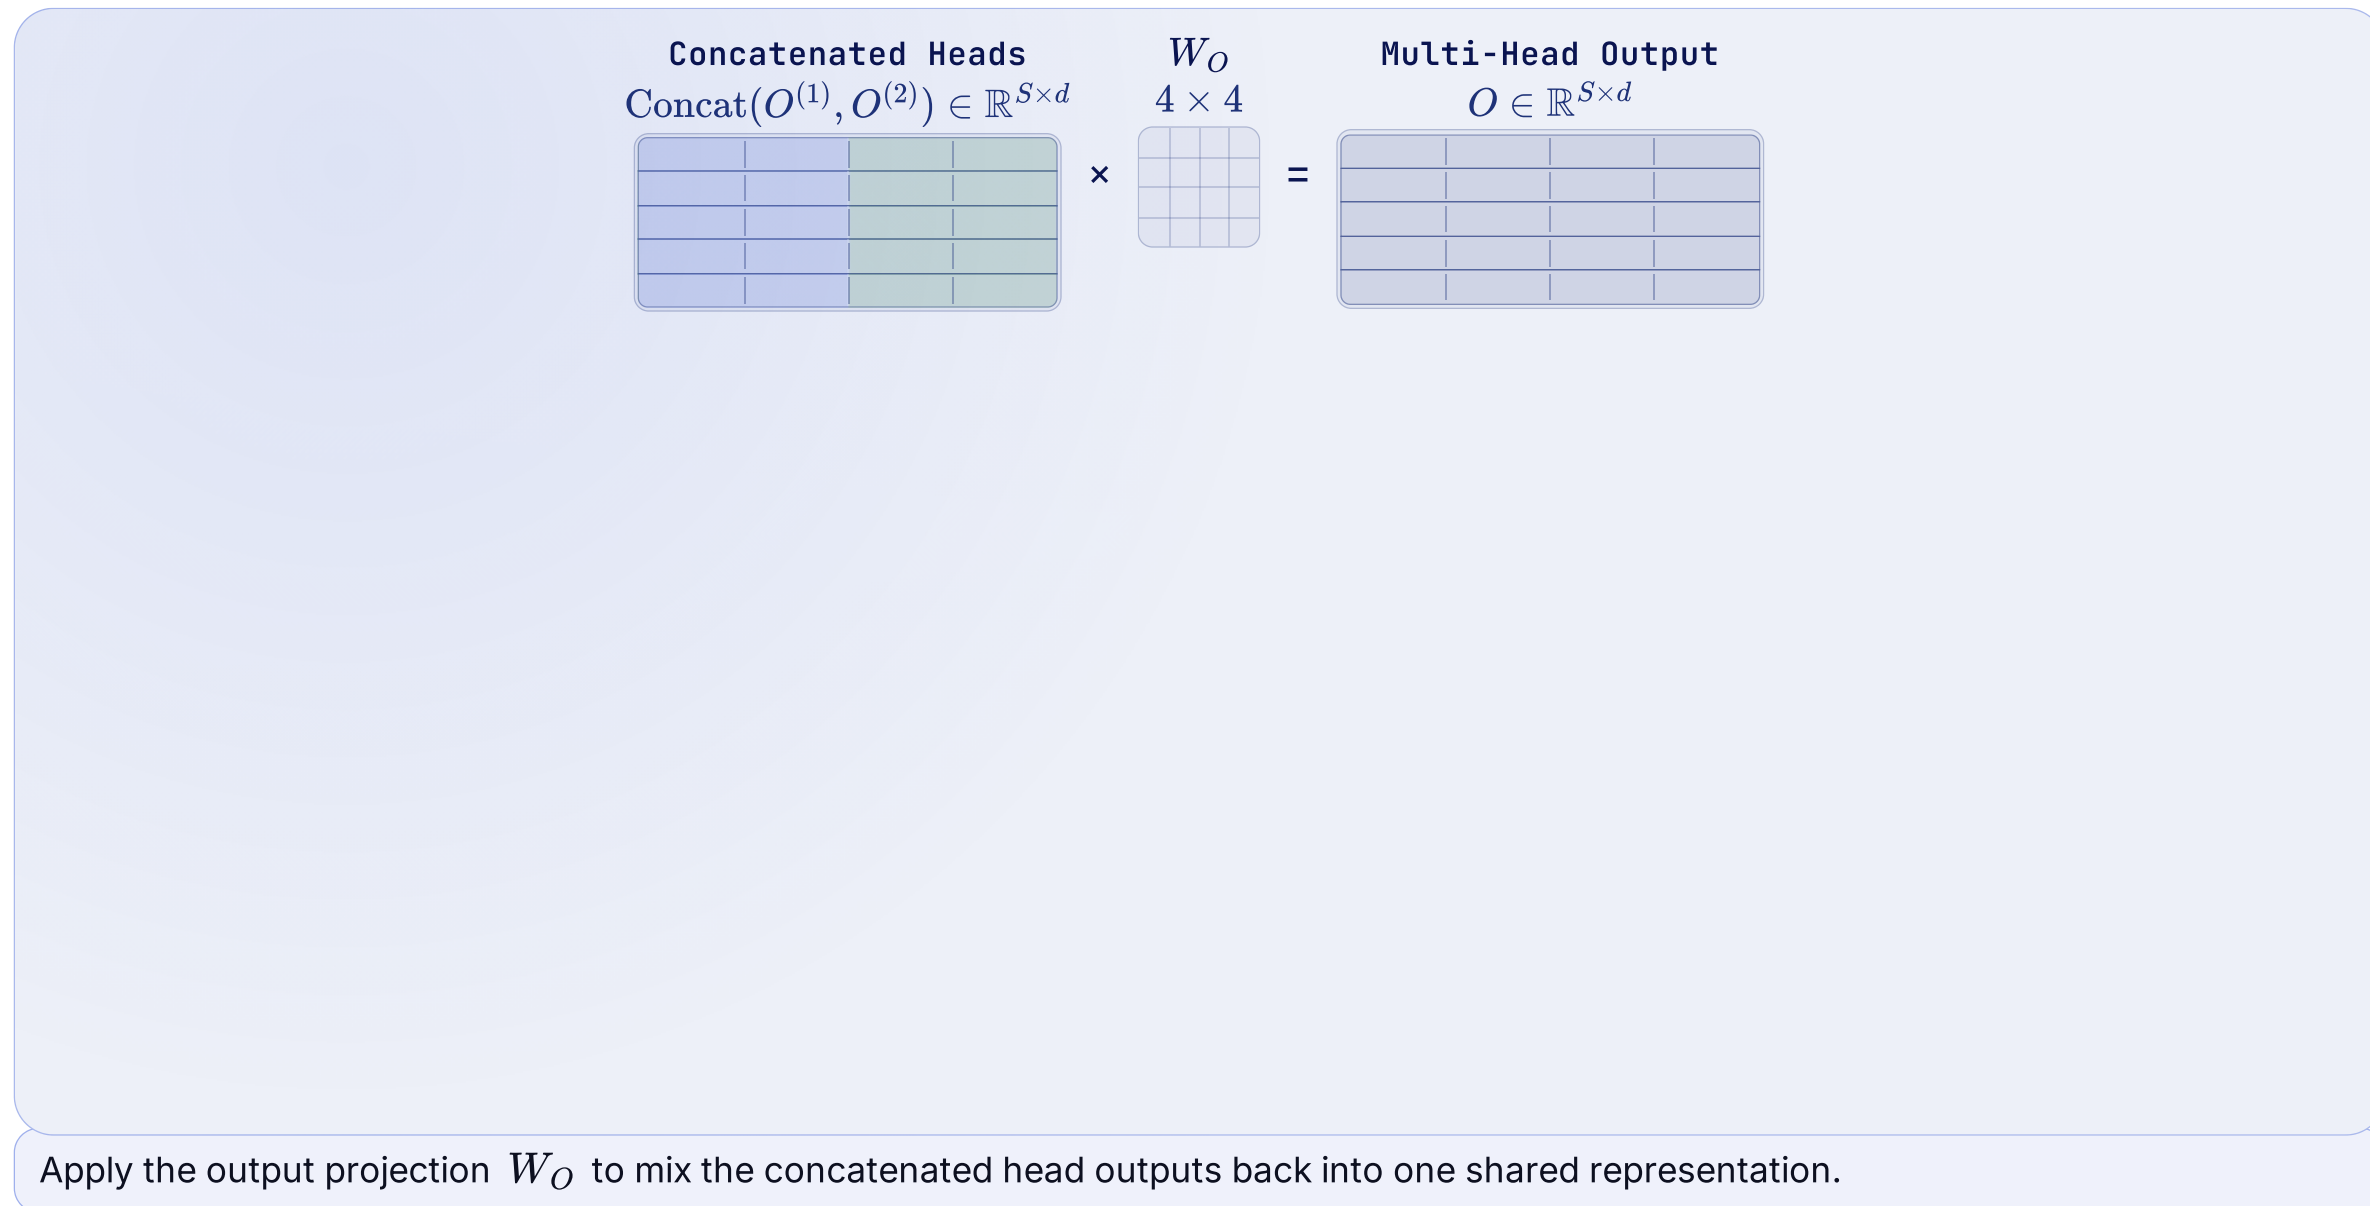 Concatenated Heads
Concat(O^{(1)}, O^{(2)}) ∈ ℝ^{S×d}
×
W_O
4 × 4
=
Multi-Head Output
O ∈ ℝ^{S×d}
Apply the output projection W_O to mix the concatenated head outputs back into one shared representation.